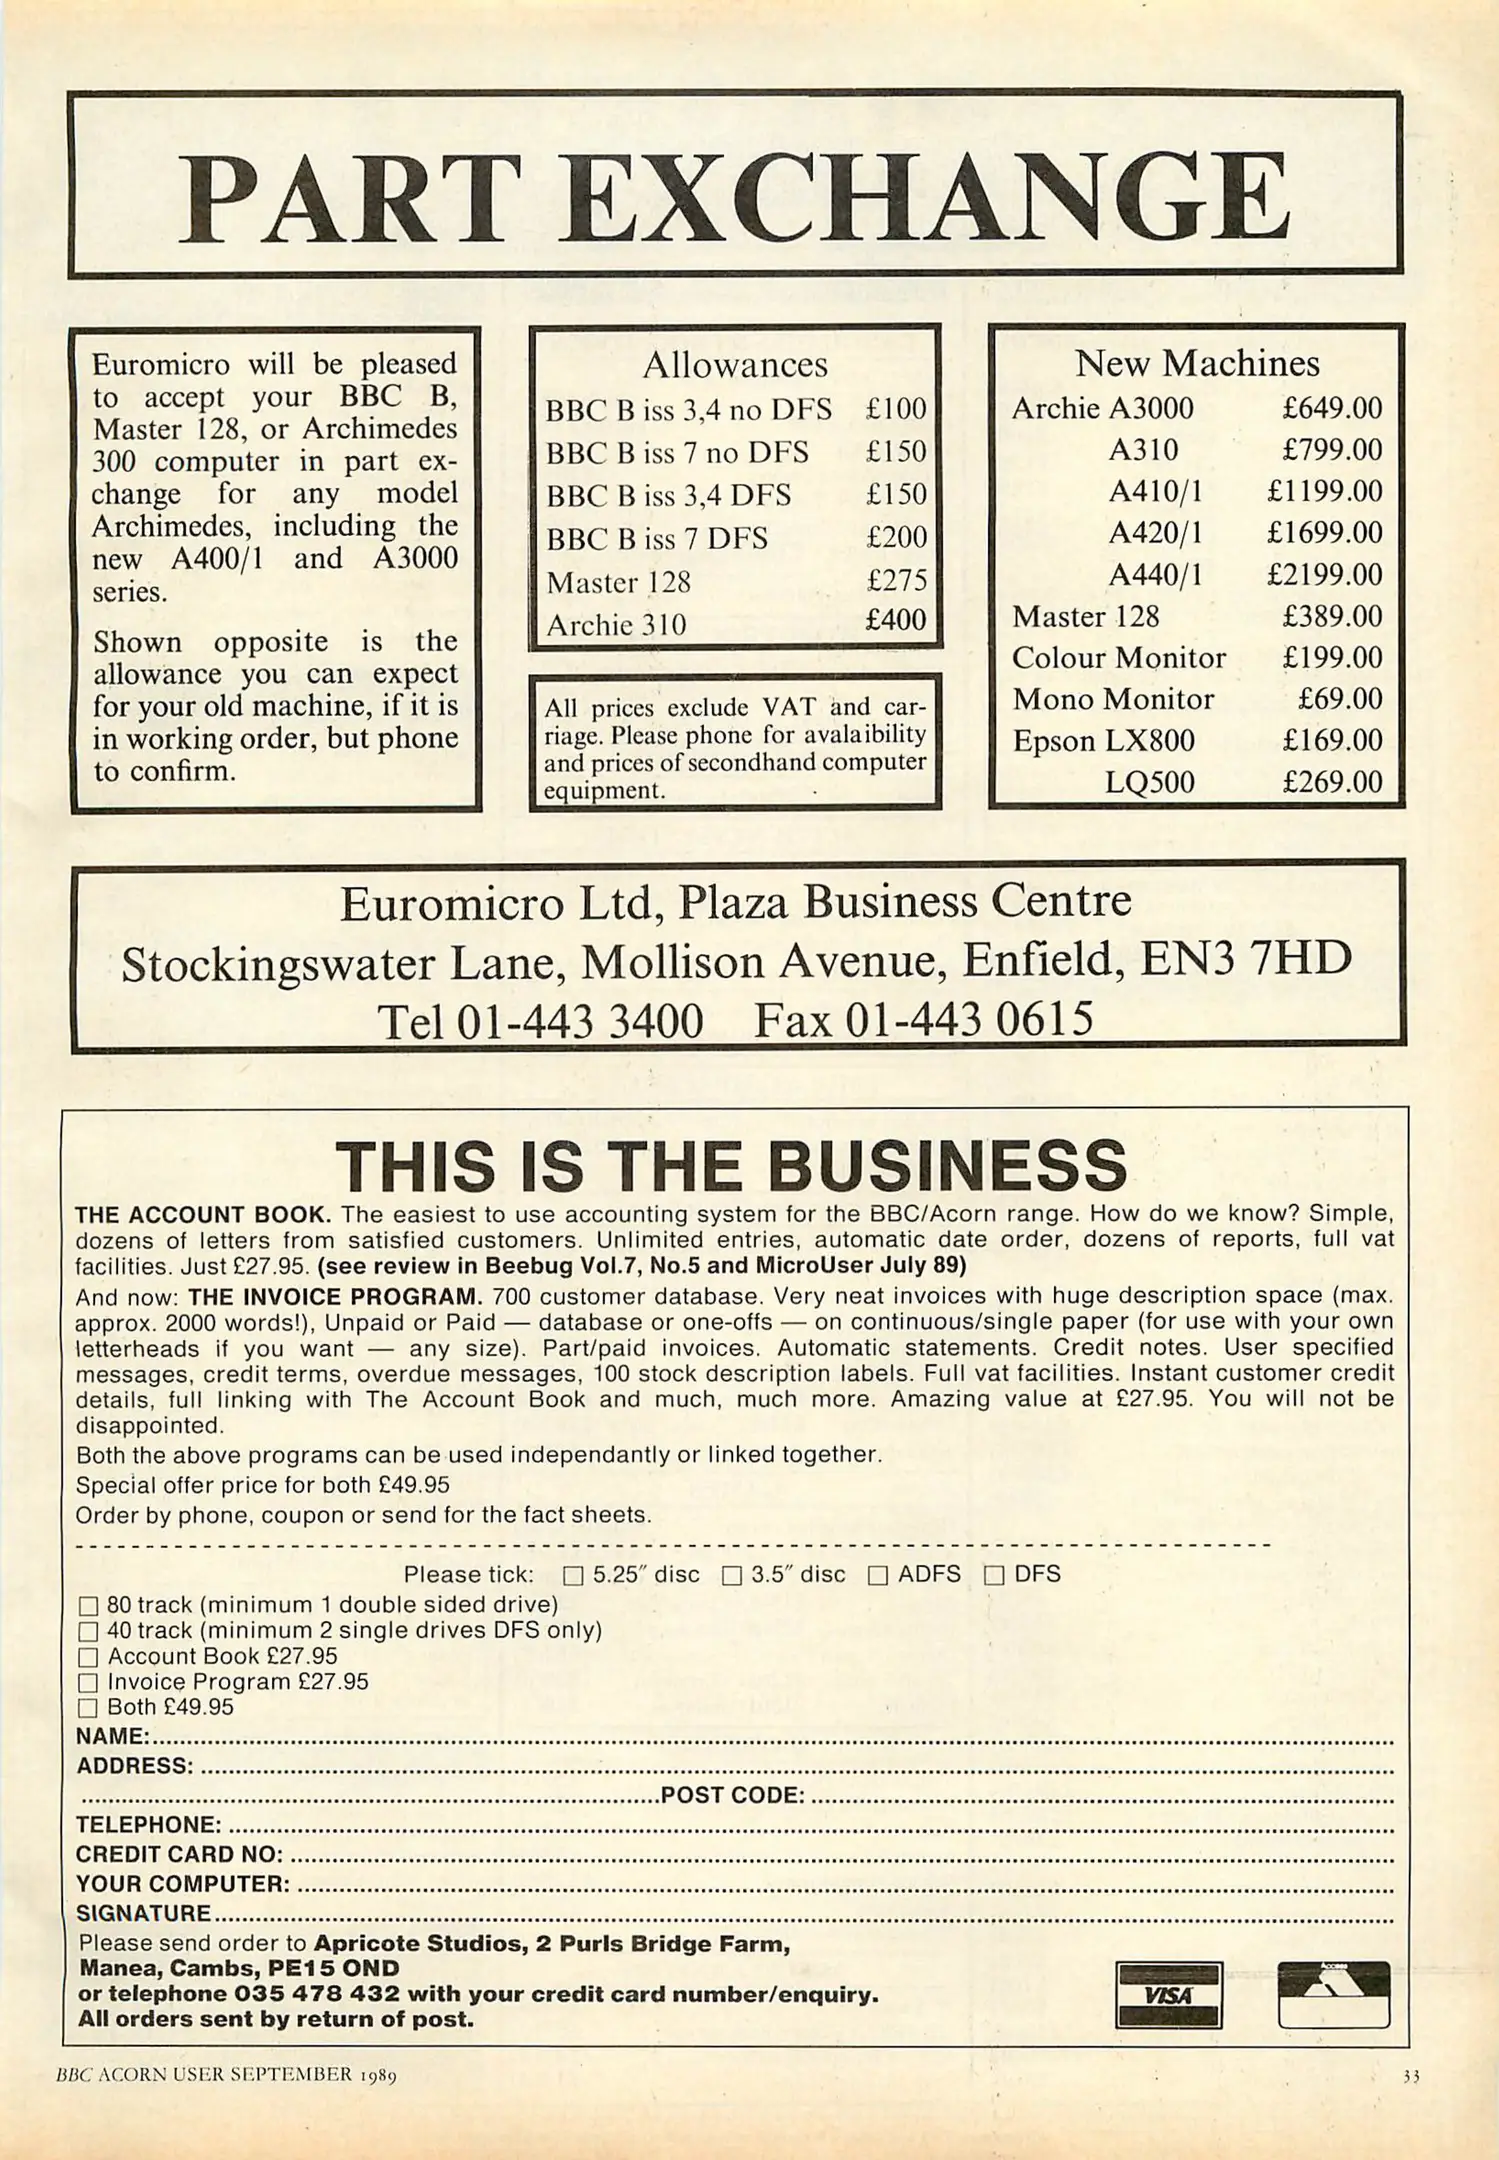 PART EXCHANGE
Euromicro will be pleased
to accept your BBC B,
Master 128, or Archimedes
300 computer in part ex-
change for any model
Archimedes, including the
new A400/1 and A3000
series.
Shown opposite is the
allowance you can expect
for your old machine, if it is
in working order, but phone
to confirm.
Allowances
BBC B iss 3,4 no DFS £100
BBC B iss 7 no DFS £150
BBC B iss 3,4 DFS £150
BBC B iss 7 DFS £200
Master 128 £275
Archie 310 £400
All prices exclude VAT and car-
riage. Please phone for avalaibility
and prices of secondhand computer
equipment.
New Machines
Archie A3000 £649.00
A310 £799.00
A410/1 £1199.00
A420/1 £1699.00
A440/1 £2199.00
Master 128 £389.00
Colour Monitor £199.00
Mono Monitor £69.00
Epson LX800 £169.00
LQ500 £269.00
Euromicro Ltd, Plaza Business Centre
Stockingswater Lane, Mollison Avenue, Enfield, EN3 7HD
Tel 01-443 3400 Fax 01-443 0615
THIS IS THE BUSINESS
THE ACCOUNT BOOK. The easiest to use accounting system for the BBC/Acorn range. How do we know? Simple,
dozens of letters from satisfied customers. Unlimited entries, automatic date order, dozens of reports, full vat
facilities. Just £27.95. (see review in Beebug Vol.7, No.5 and MicroUser July 89)
And now: THE INVOICE PROGRAM. 700 customer database. Very neat invoices with huge description space (max.
approx. 2000 words!), Unpaid or Paid — database or one-offs — on continuous/single paper (for use with your own
letterheads if you want — any size). Part/paid invoices. Automatic statements. Credit notes. User specified
messages, credit terms, overdue messages, 100 stock description labels. Full vat facilities. Instant customer credit
details, full linking with The Account Book and much, much more. Amazing value at £27.95. You will not be
disappointed.
Both the above programs can be used independantly or linked together.
Special offer price for both £49.95
Order by phone, coupon or send for the fact sheets.
Please tick: □ 5.25″ disc □ 3.5″ disc □ ADFS □ DFS
□ 80 track (minimum 1 double sided drive)
□ 40 track (minimum 2 single drives DFS only)
□ Account Book £27.95
□ Invoice Program £27.95
□ Both £49.95
NAME:
ADDRESS:
POST CODE:
TELEPHONE:
CREDIT CARD NO:
YOUR COMPUTER:
SIGNATURE
Please send order to Apricote Studios, 2 Purls Bridge Farm,
Manea, Cambs, PE15 OND
or telephone 035 478 432 with your credit card number/enquiry.
All orders sent by return of post.
VISA
Access
BBC ACORN USER SEPTEMBER 1989
33